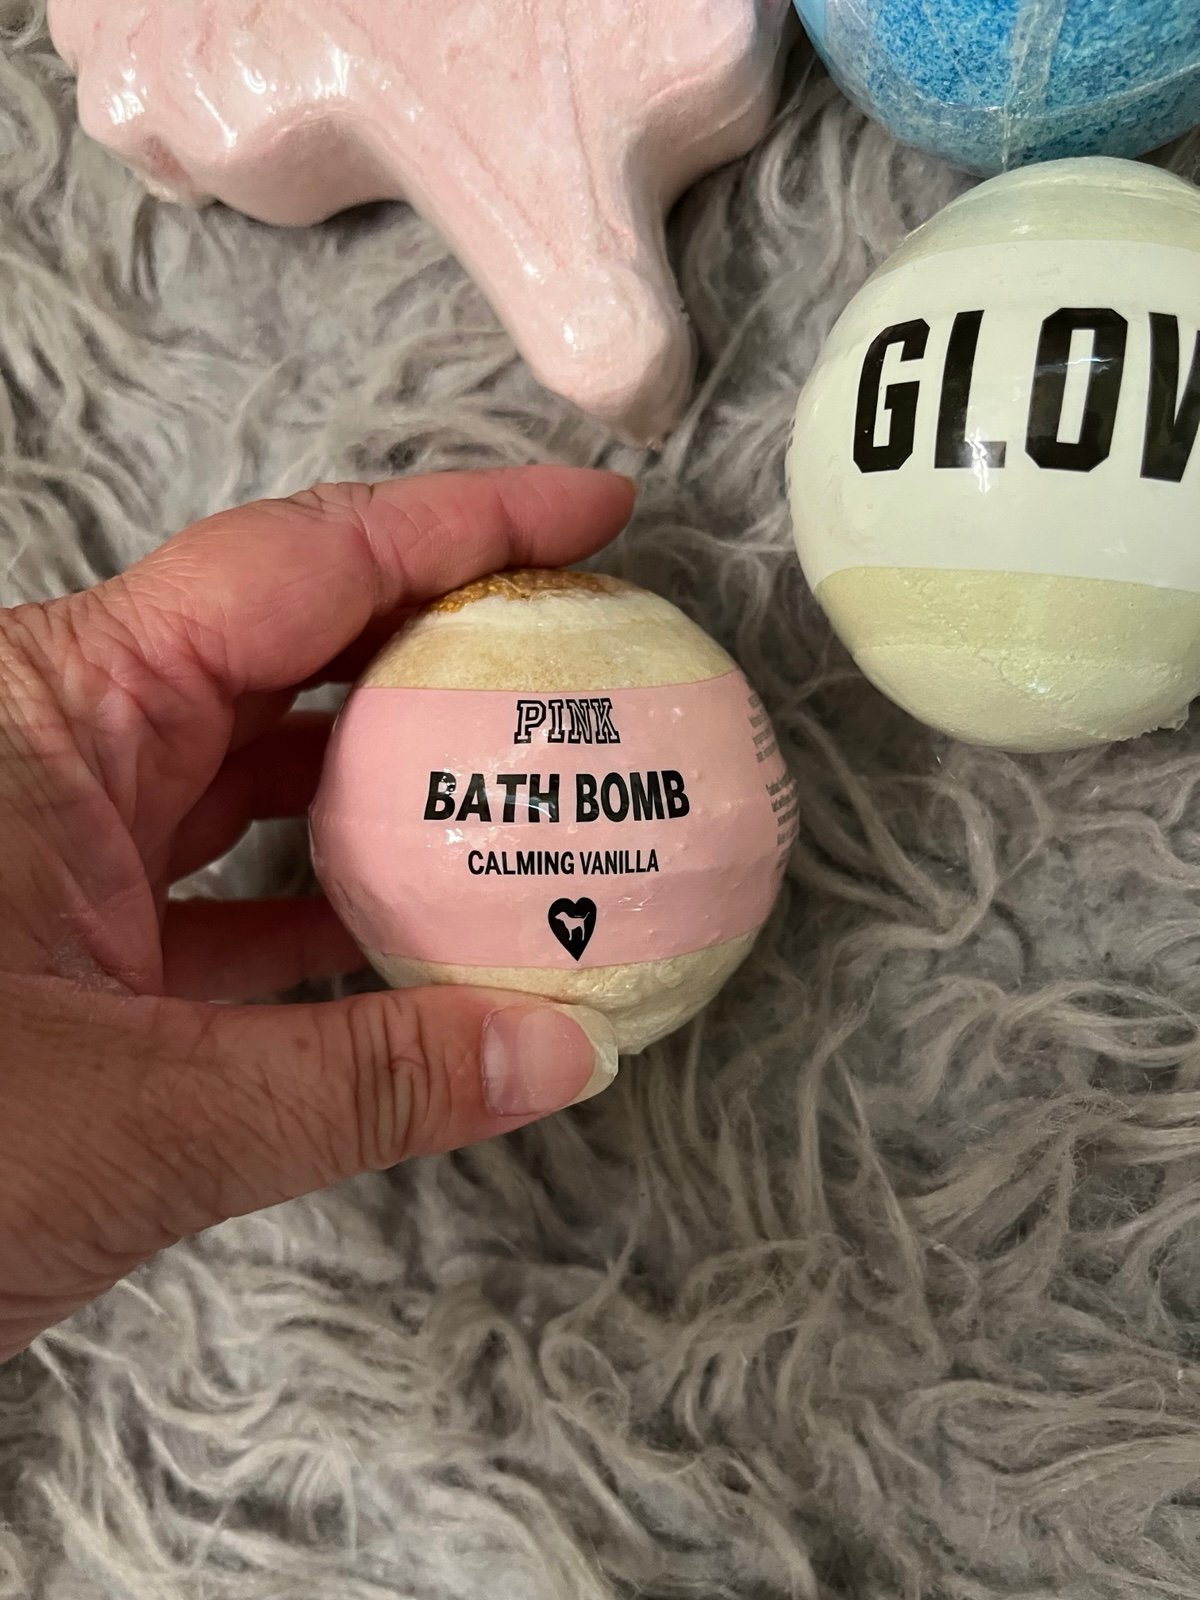 GLOW
PINK
BATH BOMB
CALMING VANILLA